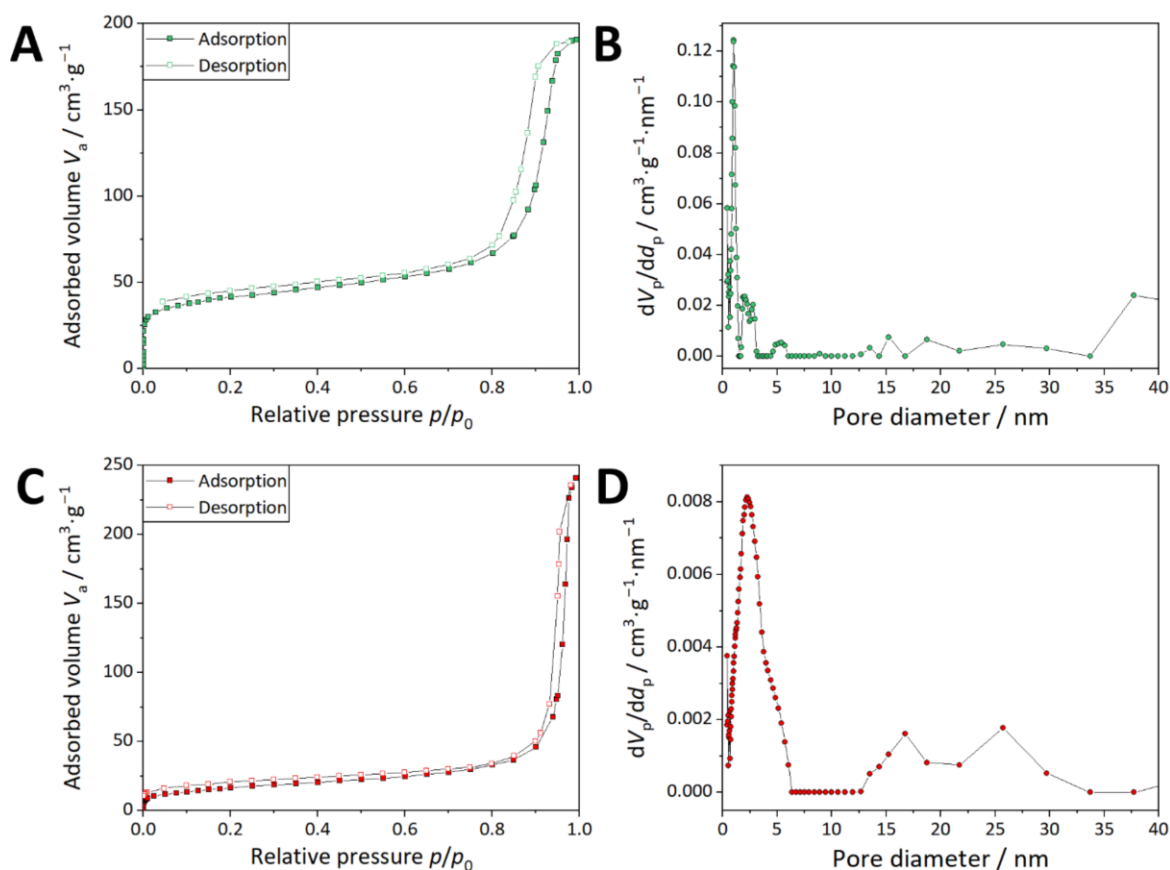 A
Adsorption
Desorption
Adsorbed volume Va / cm³·g⁻¹
200
150
100
50
0
0.0 0.2 0.4 0.6 0.8 1.0
Relative pressure p/p₀
B
dVp/ddp / cm³·g⁻¹·nm⁻¹
0.12
0.10
0.08
0.06
0.04
0.02
0.00
0 5 10 15 20 25 30 35 40
Pore diameter / nm
C
Adsorption
Desorption
Adsorbed volume Va / cm³·g⁻¹
250
200
150
100
50
0
0.0 0.2 0.4 0.6 0.8 1.0
Relative pressure p/p₀
D
dVp/ddp / cm³·g⁻¹·nm⁻¹
0.008
0.006
0.004
0.002
0.000
0 5 10 15 20 25 30 35 40
Pore diameter / nm